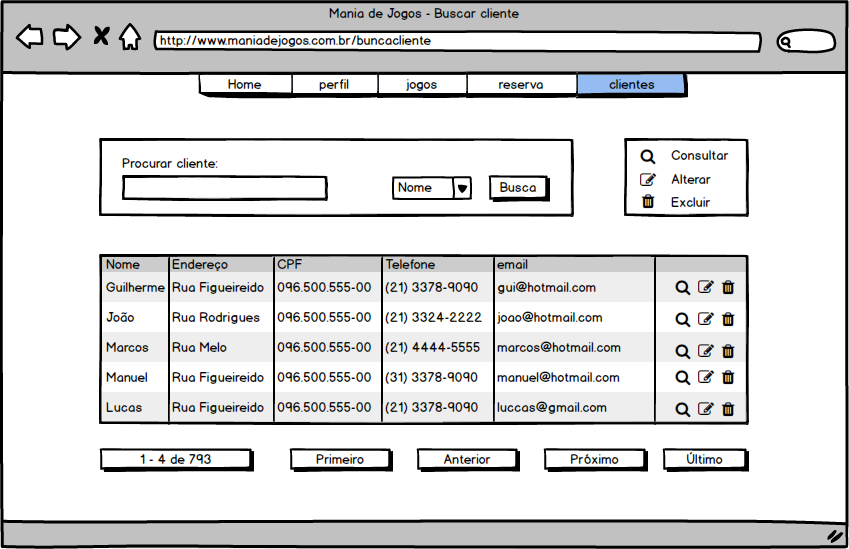 Mania de Jogos - Buscar cliente
http://www.maniadejogos.com.br/buncacliente
Home perfil jogos reserva clientes
Procurar cliente:
Nome Busca
Consultar
Alterar
Excluir
Nome Endereço CPF Telefone email
Guilherme Rua Figueireido 096.500.555-00 (21) 3378-9090 gui@hotmail.com
João Rua Rodrigues 096.500.555-00 (21) 3324-2222 joao@hotmail.com
Marcos Rua Melo 096.500.555-00 (21) 4444-5555 marcos@hotmail.com
Manuel Rua Figueireido 096.500.555-00 (31) 3378-9090 manuel@hotmail.com
Lucas Rua Figueireido 096.500.555-00 (21) 3378-9090 luccas@gmail.com
1 - 4 de 793 Primeiro Anterior Próximo Último